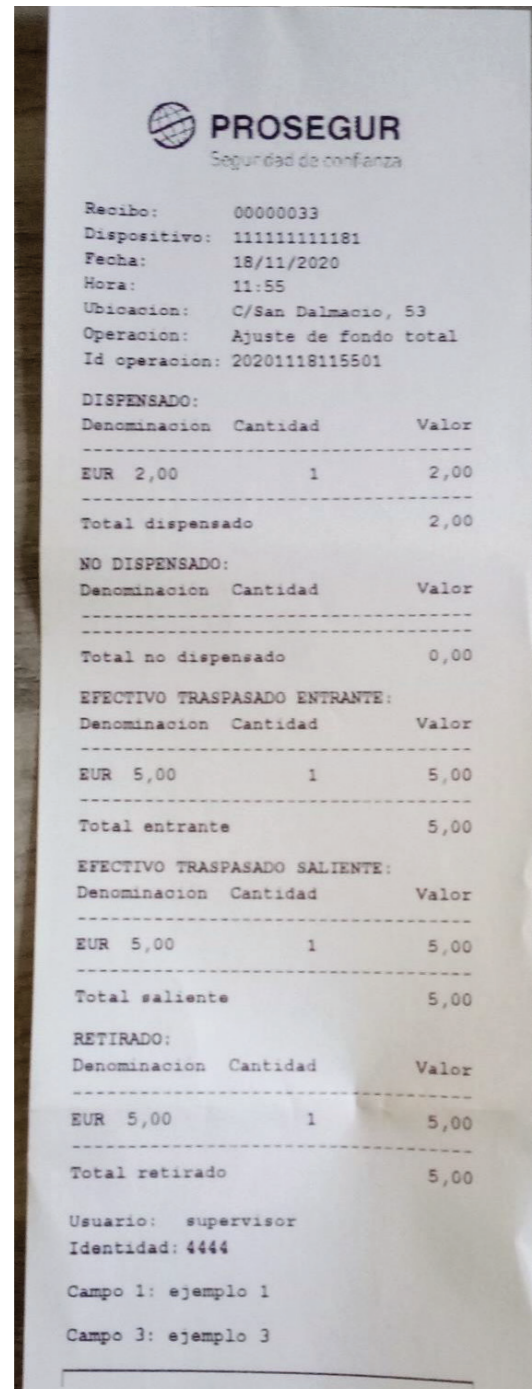 PROSEGUR
Seguridad de confianza
Recibo: 00000033
Dispositivo: 111111111181
Fecha: 18/11/2020
Hora: 11:55
Ubicacion: C/San Dalmacio, 53
Operacion: Ajuste de fondo total
Id operacion: 20201118115501
DISPENSADO:
Denominacion Cantidad Valor
EUR 2,00 1 2,00
Total dispensado 2,00
NO DISPENSADO:
Denominacion Cantidad Valor
Total no dispensado 0,00
EFECTIVO TRASPASADO ENTRANTE:
Denominacion Cantidad Valor
EUR 5,00 1 5,00
Total entrante 5,00
EFECTIVO TRASPASADO SALIENTE:
Denominacion Cantidad Valor
EUR 5,00 1 5,00
Total saliente 5,00
RETIRADO:
Denominacion Cantidad Valor
EUR 5,00 1 5,00
Total retirado 5,00
Usuario: supervisor
Identidad: 4444
Campo 1: ejemplo 1
Campo 3: ejemplo 3